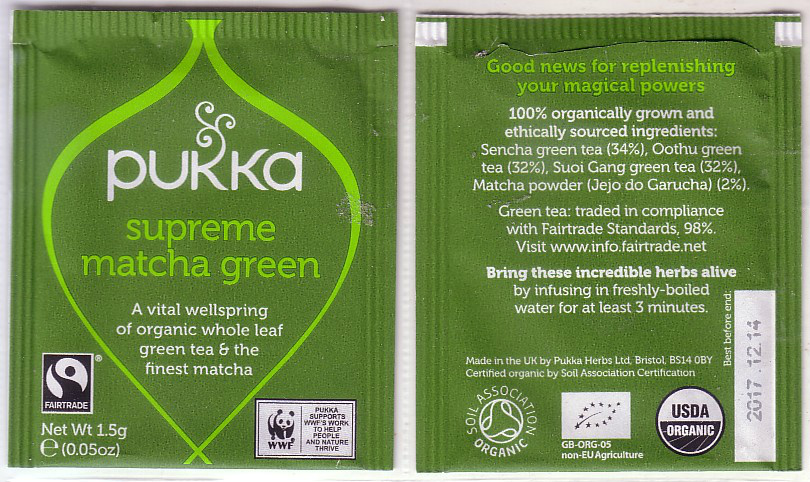 pukka
supreme
matcha green
A vital wellspring
of organic whole leaf
green tea & the
finest matcha
FAIRTRADE
®
Net Wt 1.5g
℮ (0.05oz)
WWF
PUKKA
SUPPORTS
WWF'S WORK
TO HELP
PEOPLE
AND NATURE
THRIVE
Good news for replenishing
your magical powers
100% organically grown and
ethically sourced ingredients:
Sencha green tea (34%), Oothu green
tea (32%), Suoi Gang green tea (32%),
Matcha powder (Jejo do Garucha) (2%).
Green tea: traded in compliance
with Fairtrade Standards, 98%.
Visit www.info.fairtrade.net
Bring these incredible herbs alive
by infusing in freshly-boiled
water for at least 3 minutes.
Best before end:
2017.12.14
Made in the UK by Pukka Herbs Ltd, Bristol, BS14 0BY
Certified organic by Soil Association Certification
SOIL ASSOCIATION
ORGANIC
GB-ORG-05
non-EU Agriculture
USDA
ORGANIC